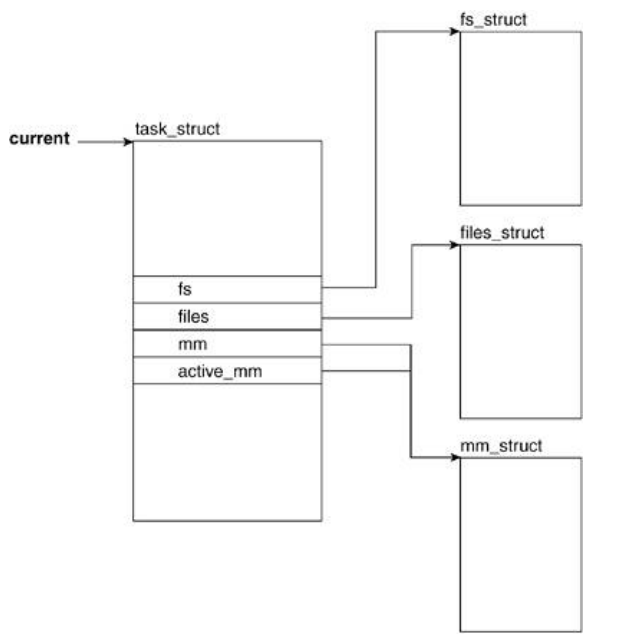 fs_struct
current
task_struct
files_struct
fs
files
mm
active_mm
mm_struct